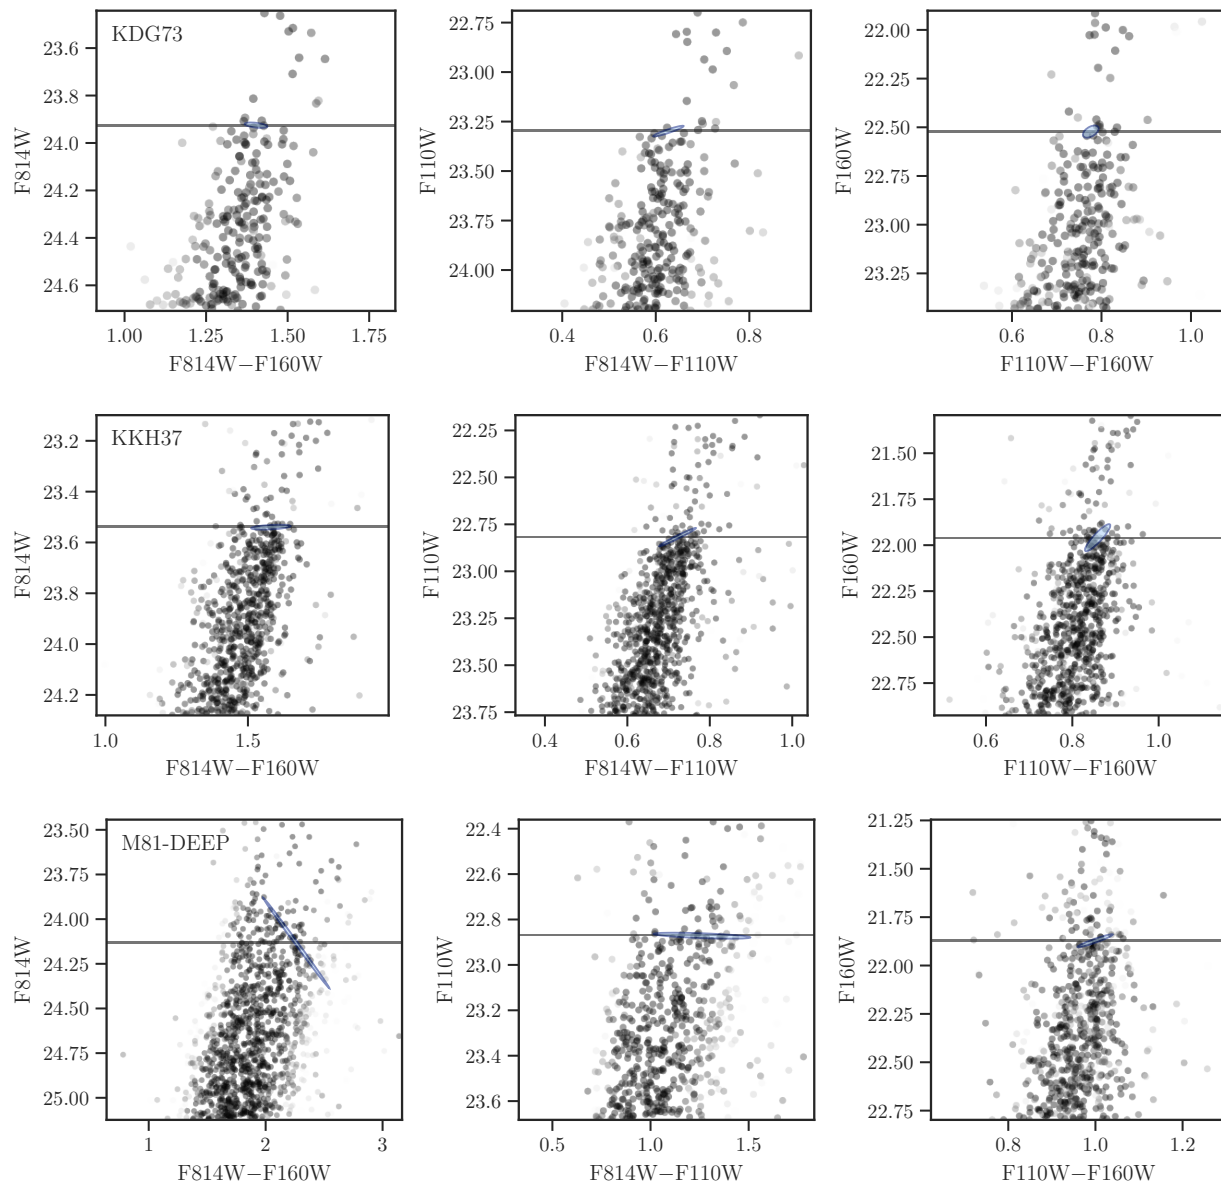 KDG73
23.6
23.8
24.0
24.2
24.4
24.6
F814W
1.00 1.25 1.50 1.75
F814W−F160W
22.75
23.00
23.25
23.50
23.75
24.00
F110W
0.4 0.6 0.8
F814W−F110W
22.00
22.25
22.50
22.75
23.00
23.25
F160W
0.6 0.8 1.0
F110W−F160W
KKH37
23.2
23.4
23.6
23.8
24.0
24.2
F814W
1.0 1.5
F814W−F160W
22.25
22.50
22.75
23.00
23.25
23.50
23.75
F110W
0.4 0.6 0.8 1.0
F814W−F110W
21.50
21.75
22.00
22.25
22.50
22.75
F160W
0.6 0.8 1.0
F110W−F160W
M81-DEEP
23.50
23.75
24.00
24.25
24.50
24.75
25.00
F814W
1 2 3
F814W−F160W
22.4
22.6
22.8
23.0
23.2
23.4
23.6
F110W
0.5 1.0 1.5
F814W−F110W
21.25
21.50
21.75
22.00
22.25
22.50
22.75
F160W
0.8 1.0 1.2
F110W−F160W